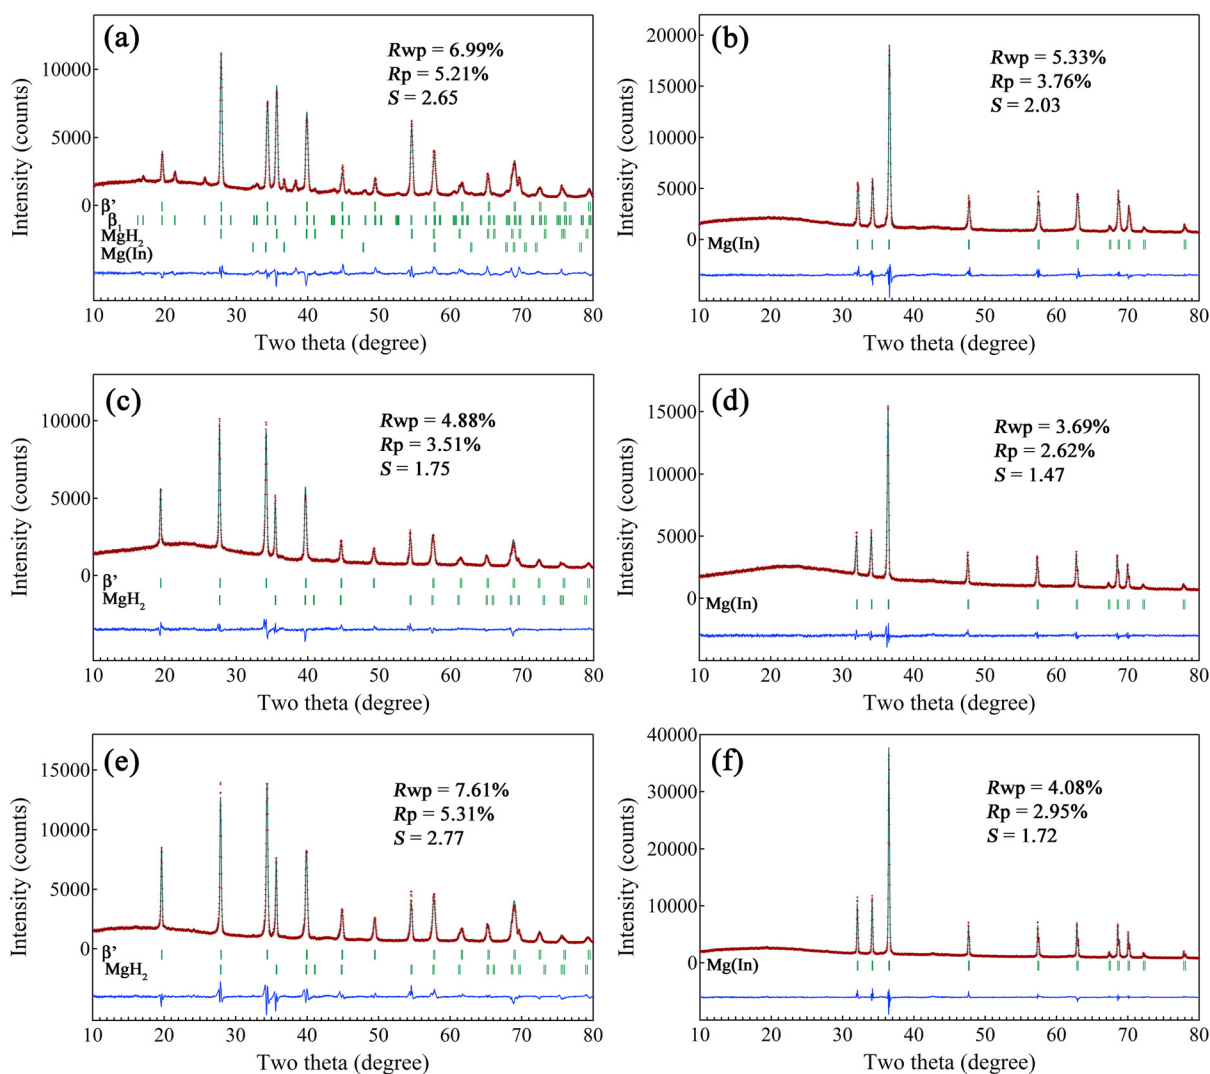 (a)
Rwp = 6.99%
Rp = 5.21%
S = 2.65
Intensity (counts)
10000
5000
0
β'
β1
MgH2
Mg(In)
10 20 30 40 50 60 70 80
Two theta (degree)
(b)
Rwp = 5.33%
Rp = 3.76%
S = 2.03
Intensity (counts)
20000
15000
10000
5000
0
Mg(In)
10 20 30 40 50 60 70 80
Two theta (degree)
(c)
Rwp = 4.88%
Rp = 3.51%
S = 1.75
Intensity (counts)
10000
5000
0
β'
MgH2
10 20 30 40 50 60 70 80
Two theta (degree)
(d)
Rwp = 3.69%
Rp = 2.62%
S = 1.47
Intensity (counts)
15000
10000
5000
0
Mg(In)
10 20 30 40 50 60 70 80
Two theta (degree)
(e)
Rwp = 7.61%
Rp = 5.31%
S = 2.77
Intensity (counts)
15000
10000
5000
0
β'
MgH2
10 20 30 40 50 60 70 80
Two theta (degree)
(f)
Rwp = 4.08%
Rp = 2.95%
S = 1.72
Intensity (counts)
40000
30000
20000
10000
0
Mg(In)
10 20 30 40 50 60 70 80
Two theta (degree)